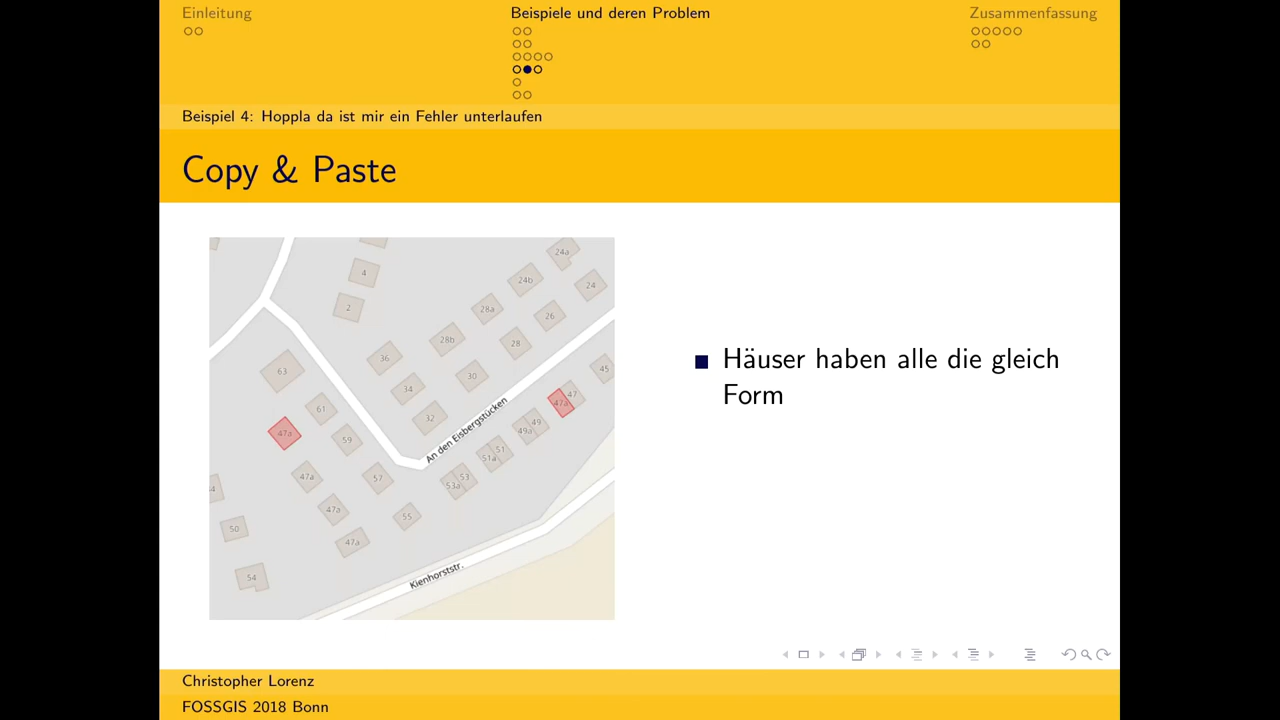 Einleitung
Beispiele und deren Problem
Zusammenfassung
Beispiel 4: Hoppla da ist mir ein Fehler unterlaufen
Copy & Paste
24a
4
24b
24
2
28a
26
28b
28
36
63
30
45
34
47
47a
61
32
An den Eisbergstücken
47a
59
49
49a
51
51a
47a
57
53
53a
44
47a
55
50
47a
54
Kienhorststr.
Häuser haben alle die gleich
Form
Christopher Lorenz
FOSSGIS 2018 Bonn